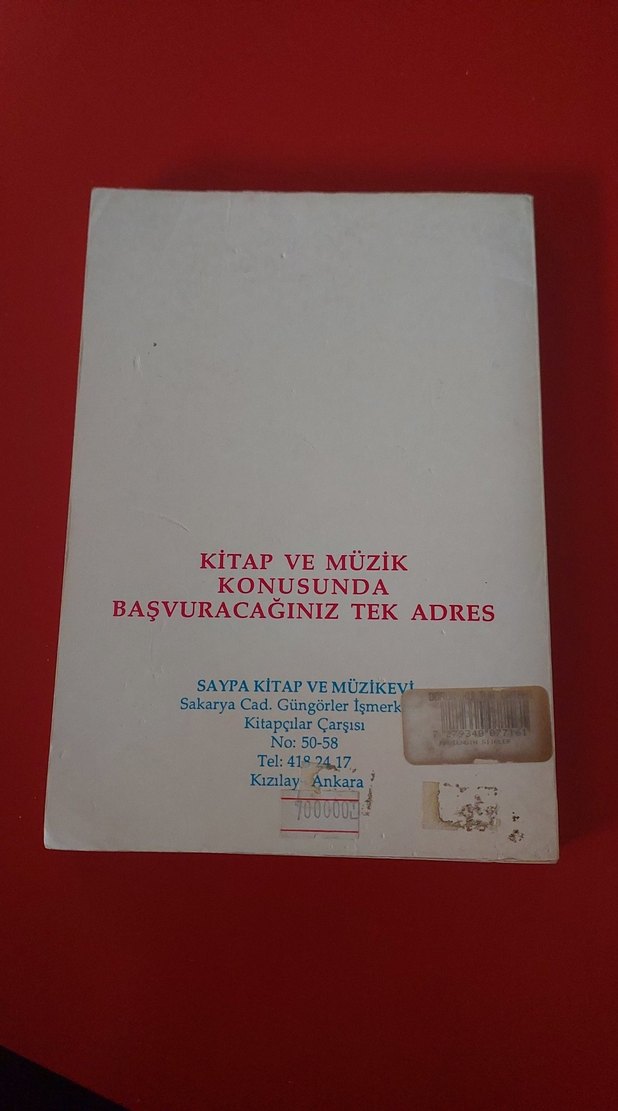 KİTAP VE MÜZİK
KONUSUNDA
BAŞVURACAĞINIZ TEK ADRES
SAYPA KİTAP VE MÜZİKEVİ
Sakarya Cad. Güngörler İşmerk
Kitapçılar Çarşısı
No: 50-58
Tel: 418 24 17
Kızılay Ankara